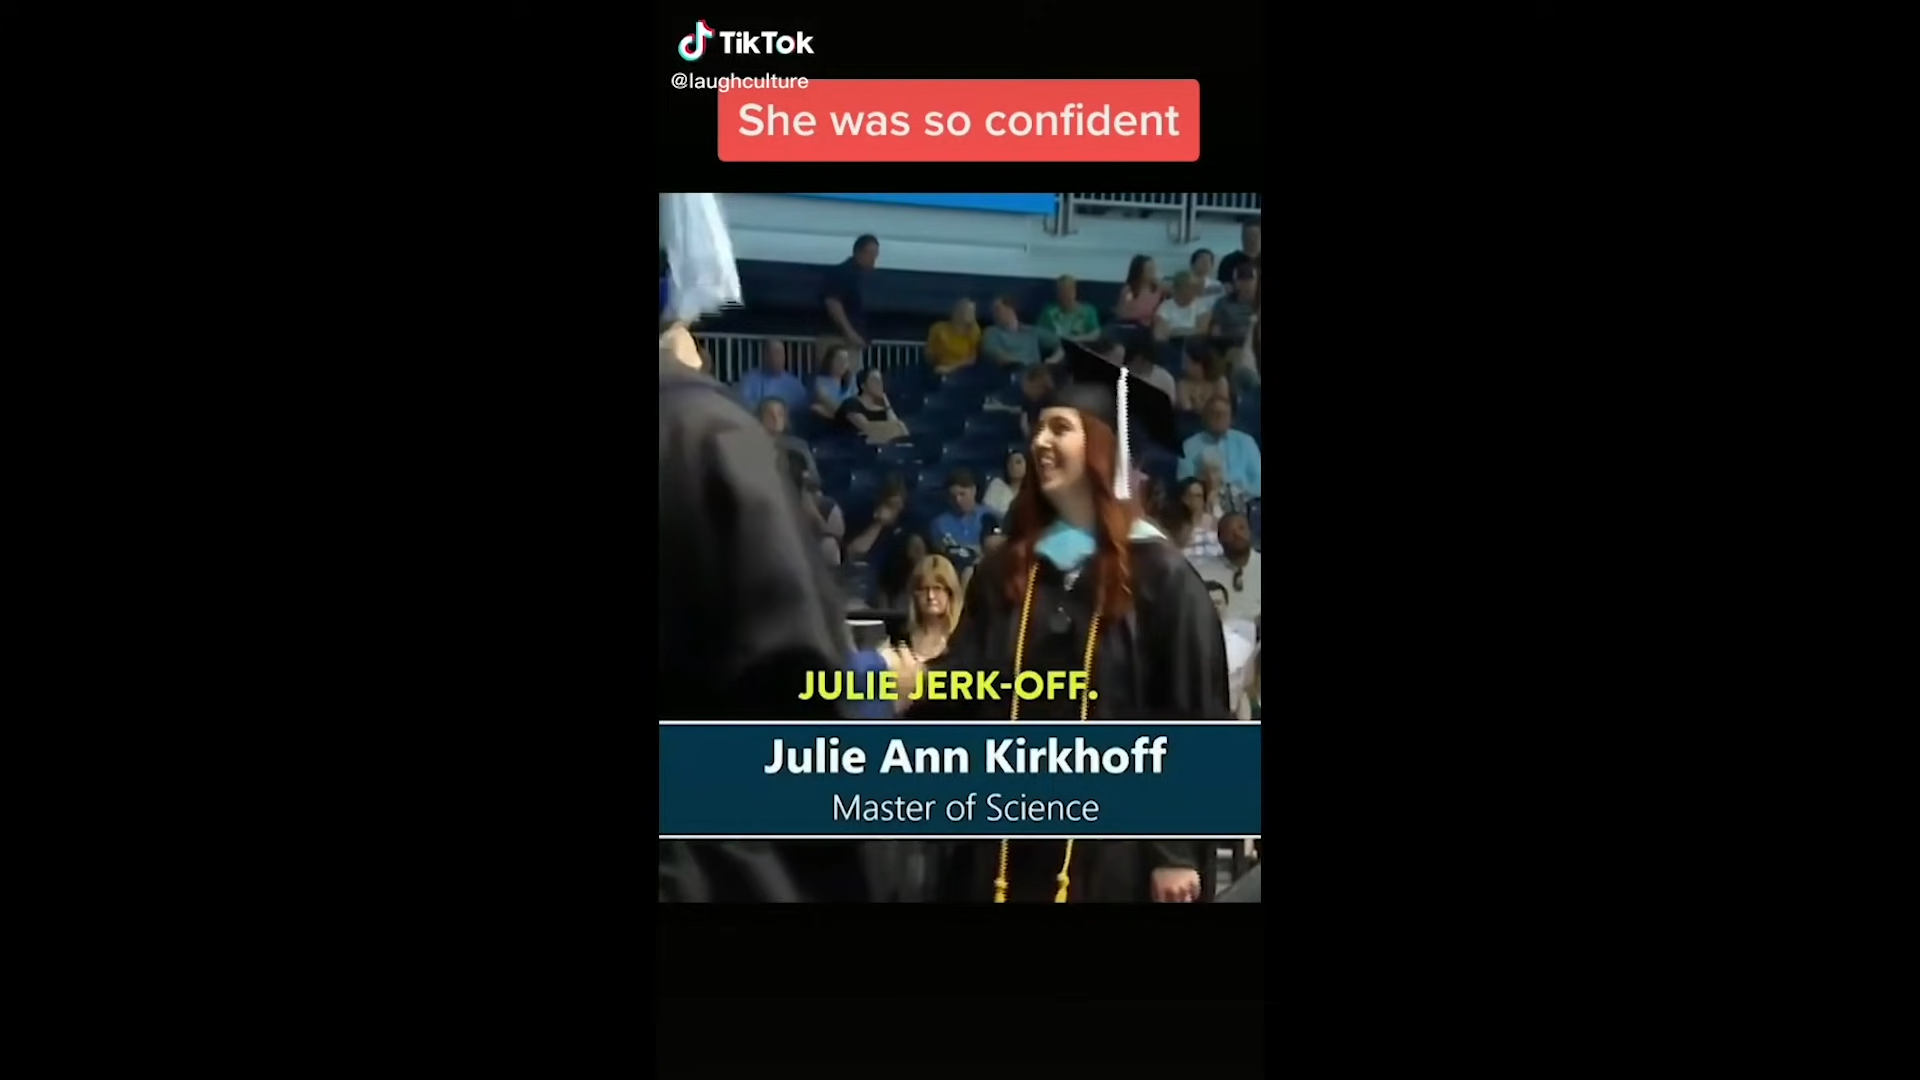 TikTok
@laughculture
She was so confident
JULIE JERK-OFF.
Julie Ann Kirkhoff
Master of Science